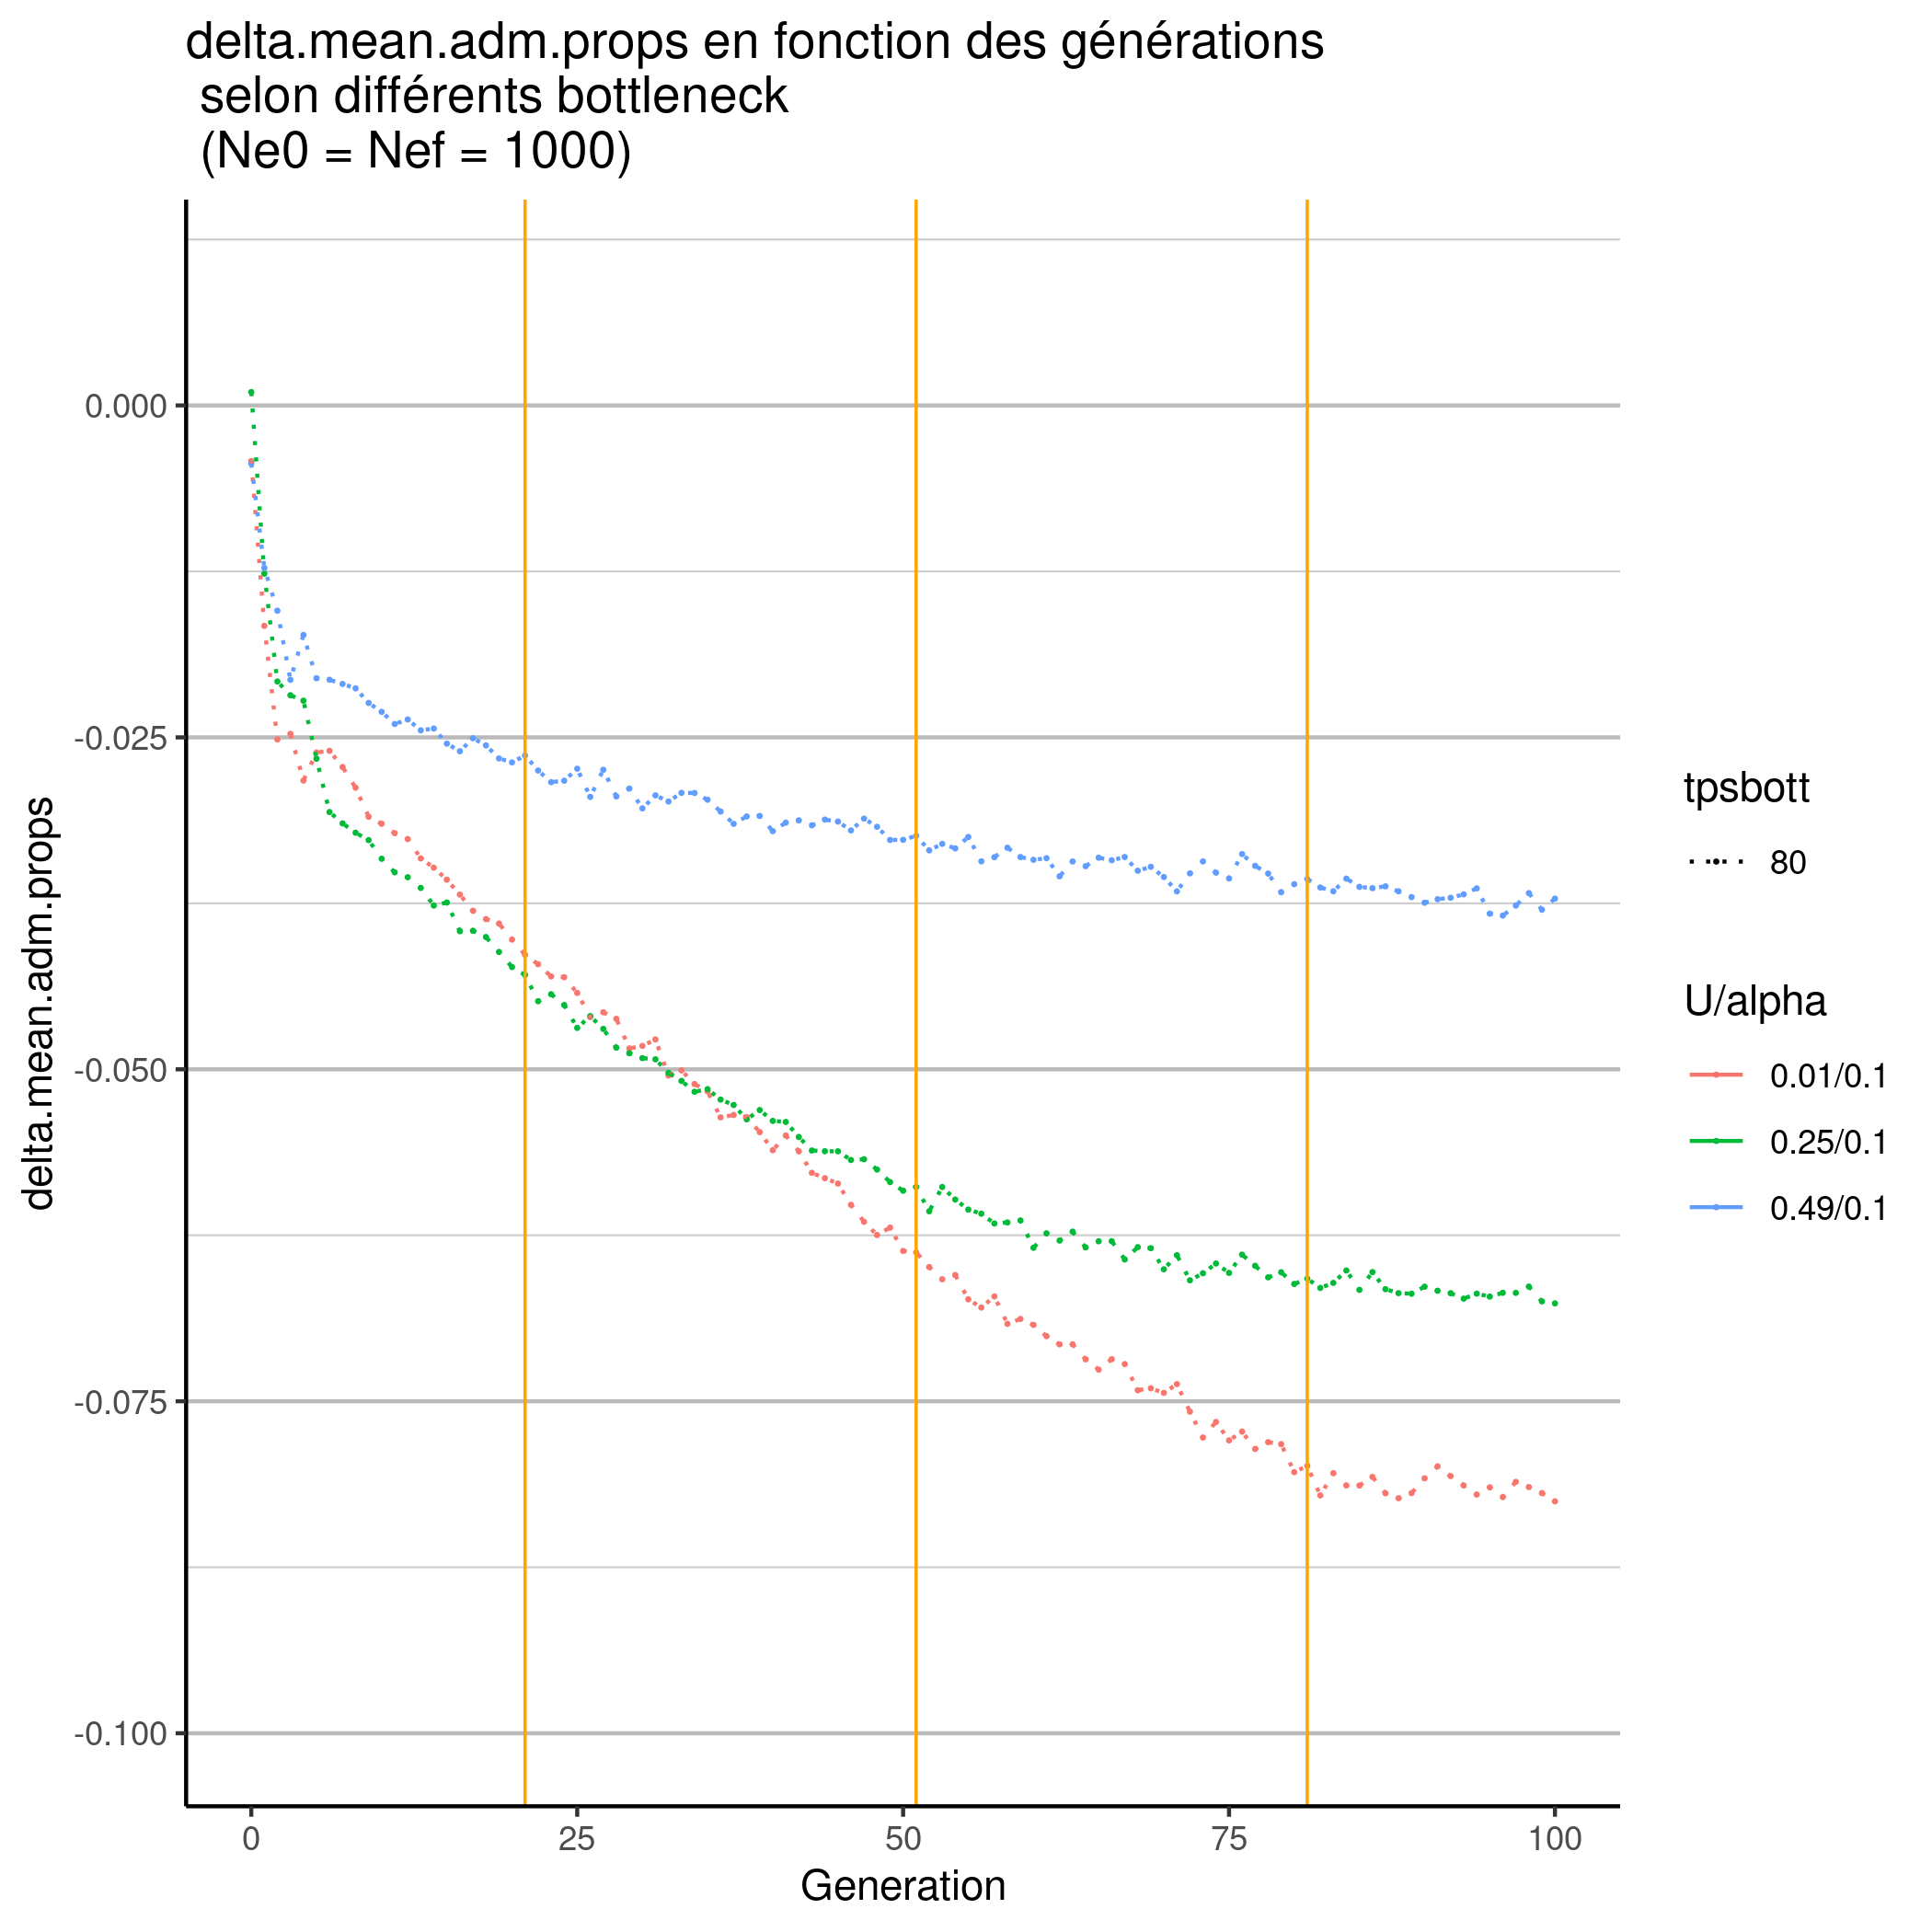 delta.mean.adm.props en fonction des générations
selon différents bottleneck
(Ne0 = Nef = 1000)
delta.mean.adm.props
0.000
-0.025
-0.050
-0.075
-0.100
0
25
50
75
100
Generation
tpsbott
80
U/alpha
0.01/0.1
0.25/0.1
0.49/0.1